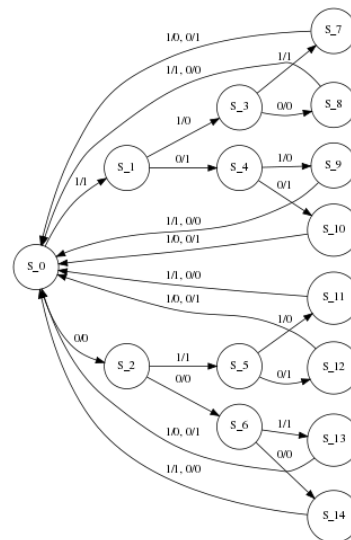 S_7
1/0, 0/1
1/1
1/1, 0/0
S_3
0/0
S_8
1/0
S_1
0/1
S_4
1/0
S_9
1/1
0/1
1/1, 0/0
S_10
1/0, 0/1
S_0
1/1, 0/0
S_11
1/0, 0/1
1/0
0/0
S_2
1/1
S_5
0/1
S_12
0/0
S_6
1/1
S_13
1/0, 0/1
0/0
1/1, 0/0
S_14